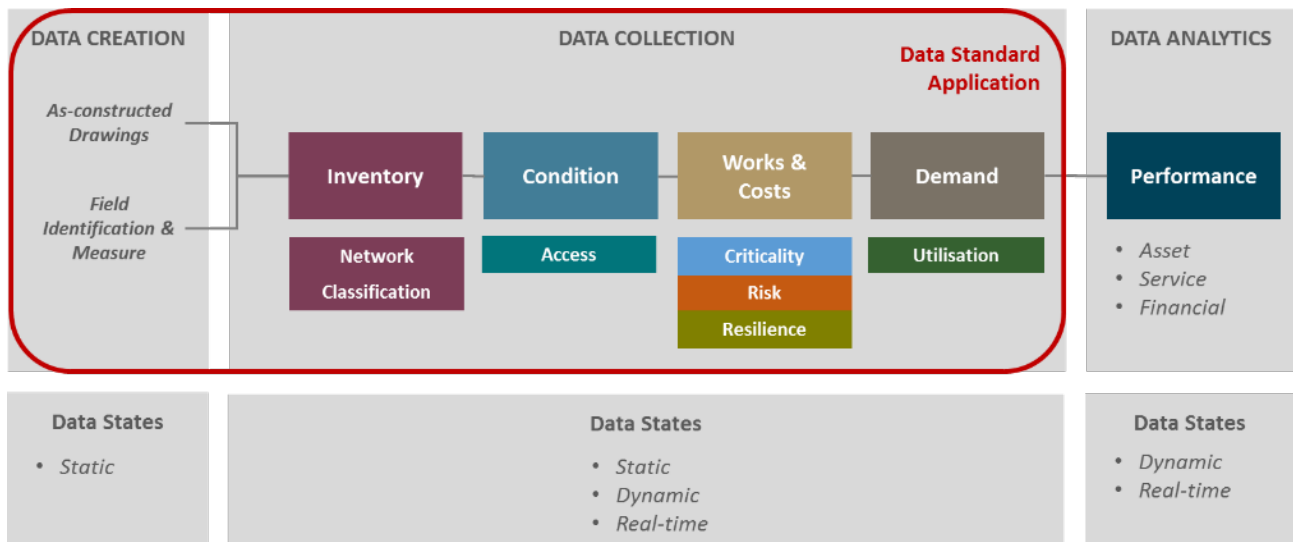 DATA CREATION
As-constructed
Drawings
Field
Identification &
Measure
DATA COLLECTION
Data Standard
Application
Inventory
Network
Classification
Condition
Access
Works &
Costs
Criticality
Risk
Resilience
Demand
Utilisation
DATA ANALYTICS
Performance
• Asset
• Service
• Financial
Data States
• Static
Data States
• Static
• Dynamic
• Real-time
Data States
• Dynamic
• Real-time